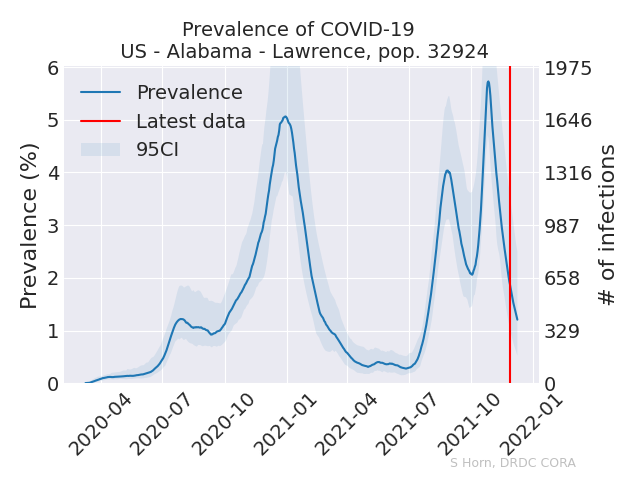 Prevalence of COVID-19
US - Alabama - Lawrence, pop. 32924
Prevalence
Latest data
95CI
Prevalence (%)
6
5
4
3
2
1
0
1975
1646
1316
987
658
329
0
# of infections
2020-04
2020-07
2020-10
2021-01
2021-04
2021-07
2021-10
2022-01
S Horn, DRDC CORA